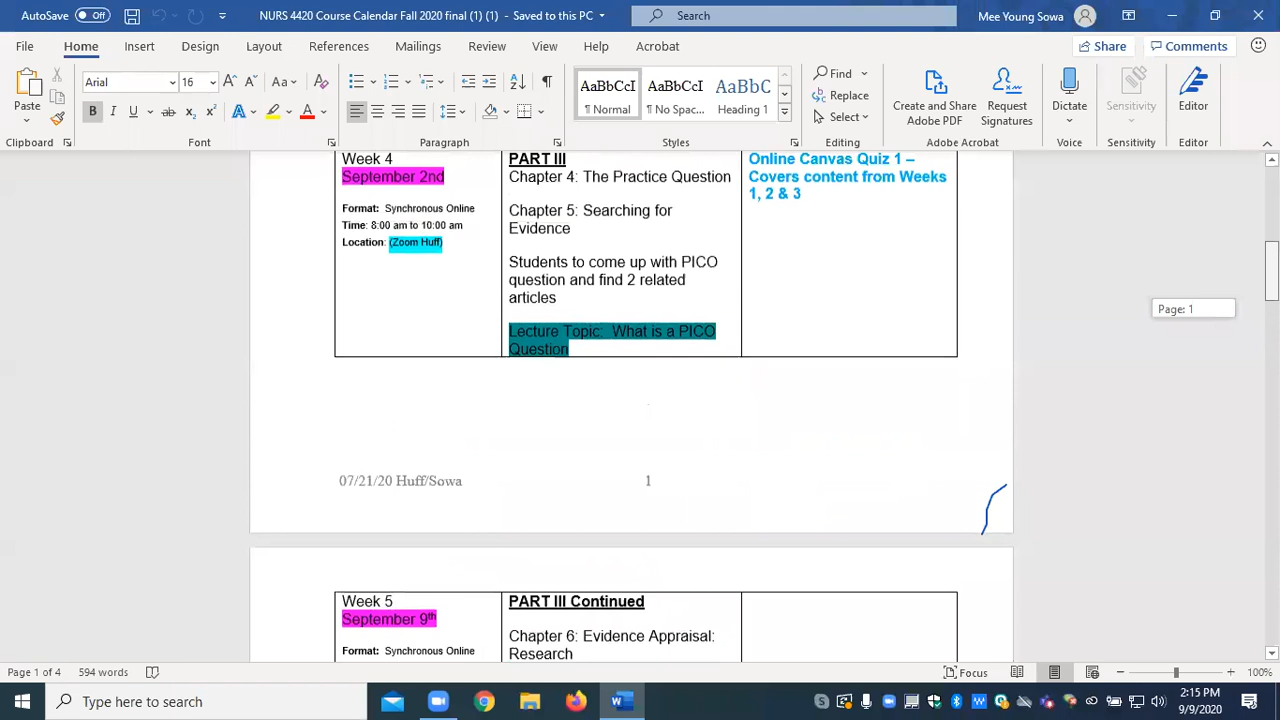 AutoSave Off NURS 4420 Course Calendar Fall 2020 final (1) (1) - Saved to this PC Search Mee Young Sowa
File Home Insert Design Layout References Mailings Review View Help Acrobat Share Comments
Arial 16 Aa AaBbCcI AaBbCcI AaBbC Find
Paste Replace Create and Share Request Dictate Sensitivity Editor
B I U ab x₂ x² A A ¶ Normal ¶ No Spac... Heading 1 Select Adobe PDF Signatures
Clipboard Font Paragraph Styles Editing Adobe Acrobat Voice Sensitivity Editor
Week 4
September 2nd
Format: Synchronous Online
Time: 8:00 am to 10:00 am
Location: (Zoom Huff)
PART III
Chapter 4: The Practice Question
Chapter 5: Searching for
Evidence
Students to come up with PICO
question and find 2 related
articles
Lecture Topic: What is a PICO
Question
Online Canvas Quiz 1 –
Covers content from Weeks
1, 2 & 3
Page: 1
07/21/20 Huff/Sowa 1
Week 5
September 9th
Format: Synchronous Online
PART III Continued
Chapter 6: Evidence Appraisal:
Research
Page 1 of 4 594 words Focus 100%
Type here to search 2:15 PM
9/9/2020